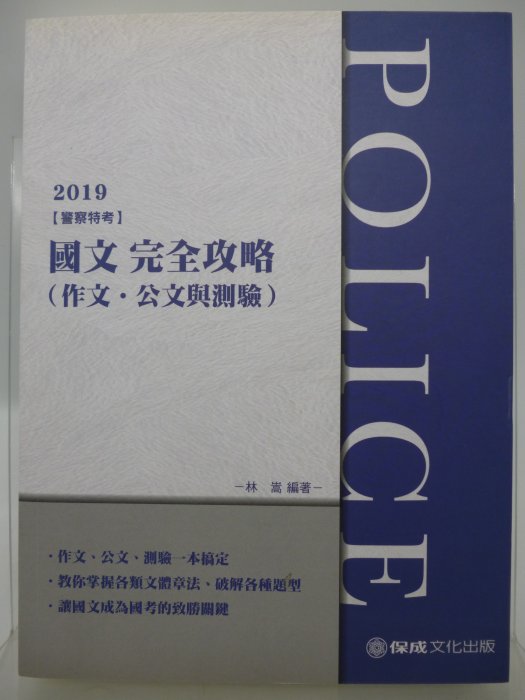 2019
【警察特考】
國文 完全攻略
(作文·公文與測驗)
–林 嵩 編著–
·作文、公文、測驗一本搞定
·教你掌握各類文體章法、破解各種題型
·讓國文成為國考的致勝關鍵
POLICE
保成文化出版